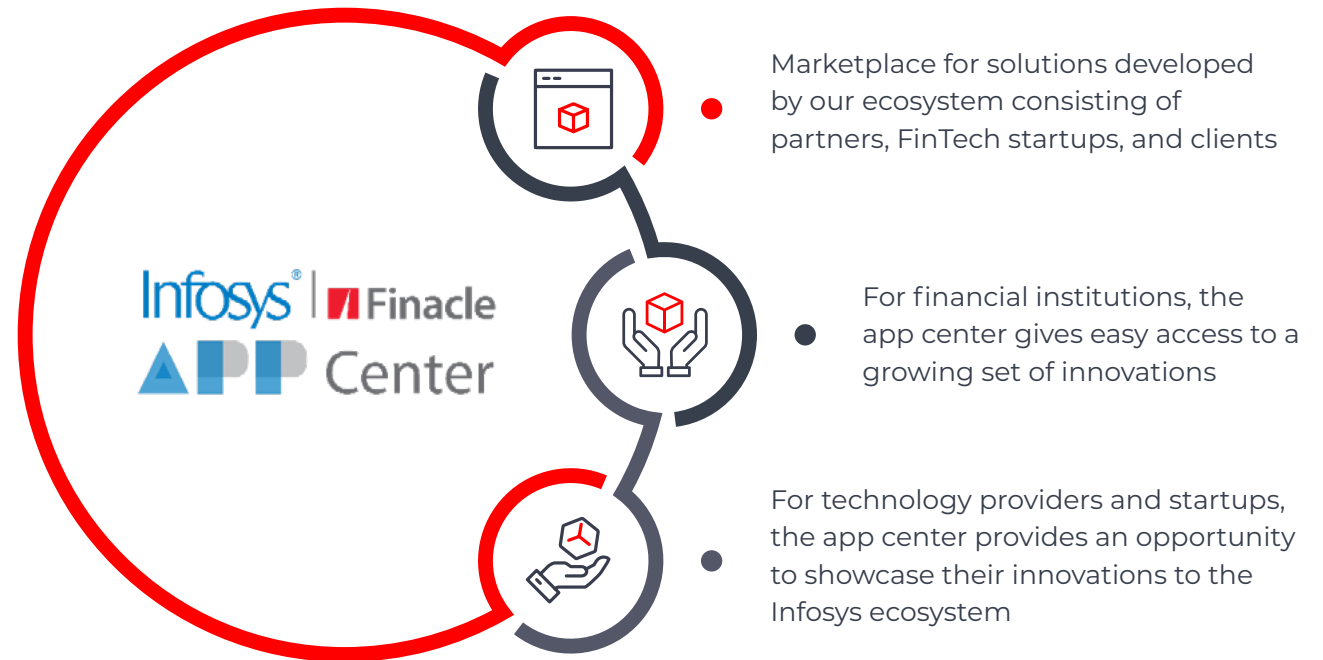 Marketplace for solutions developed
by our ecosystem consisting of
partners, FinTech startups, and clients
Infosys® | Finacle
APP Center
For financial institutions, the
app center gives easy access to a
growing set of innovations
For technology providers and startups,
the app center provides an opportunity
to showcase their innovations to the
Infosys ecosystem